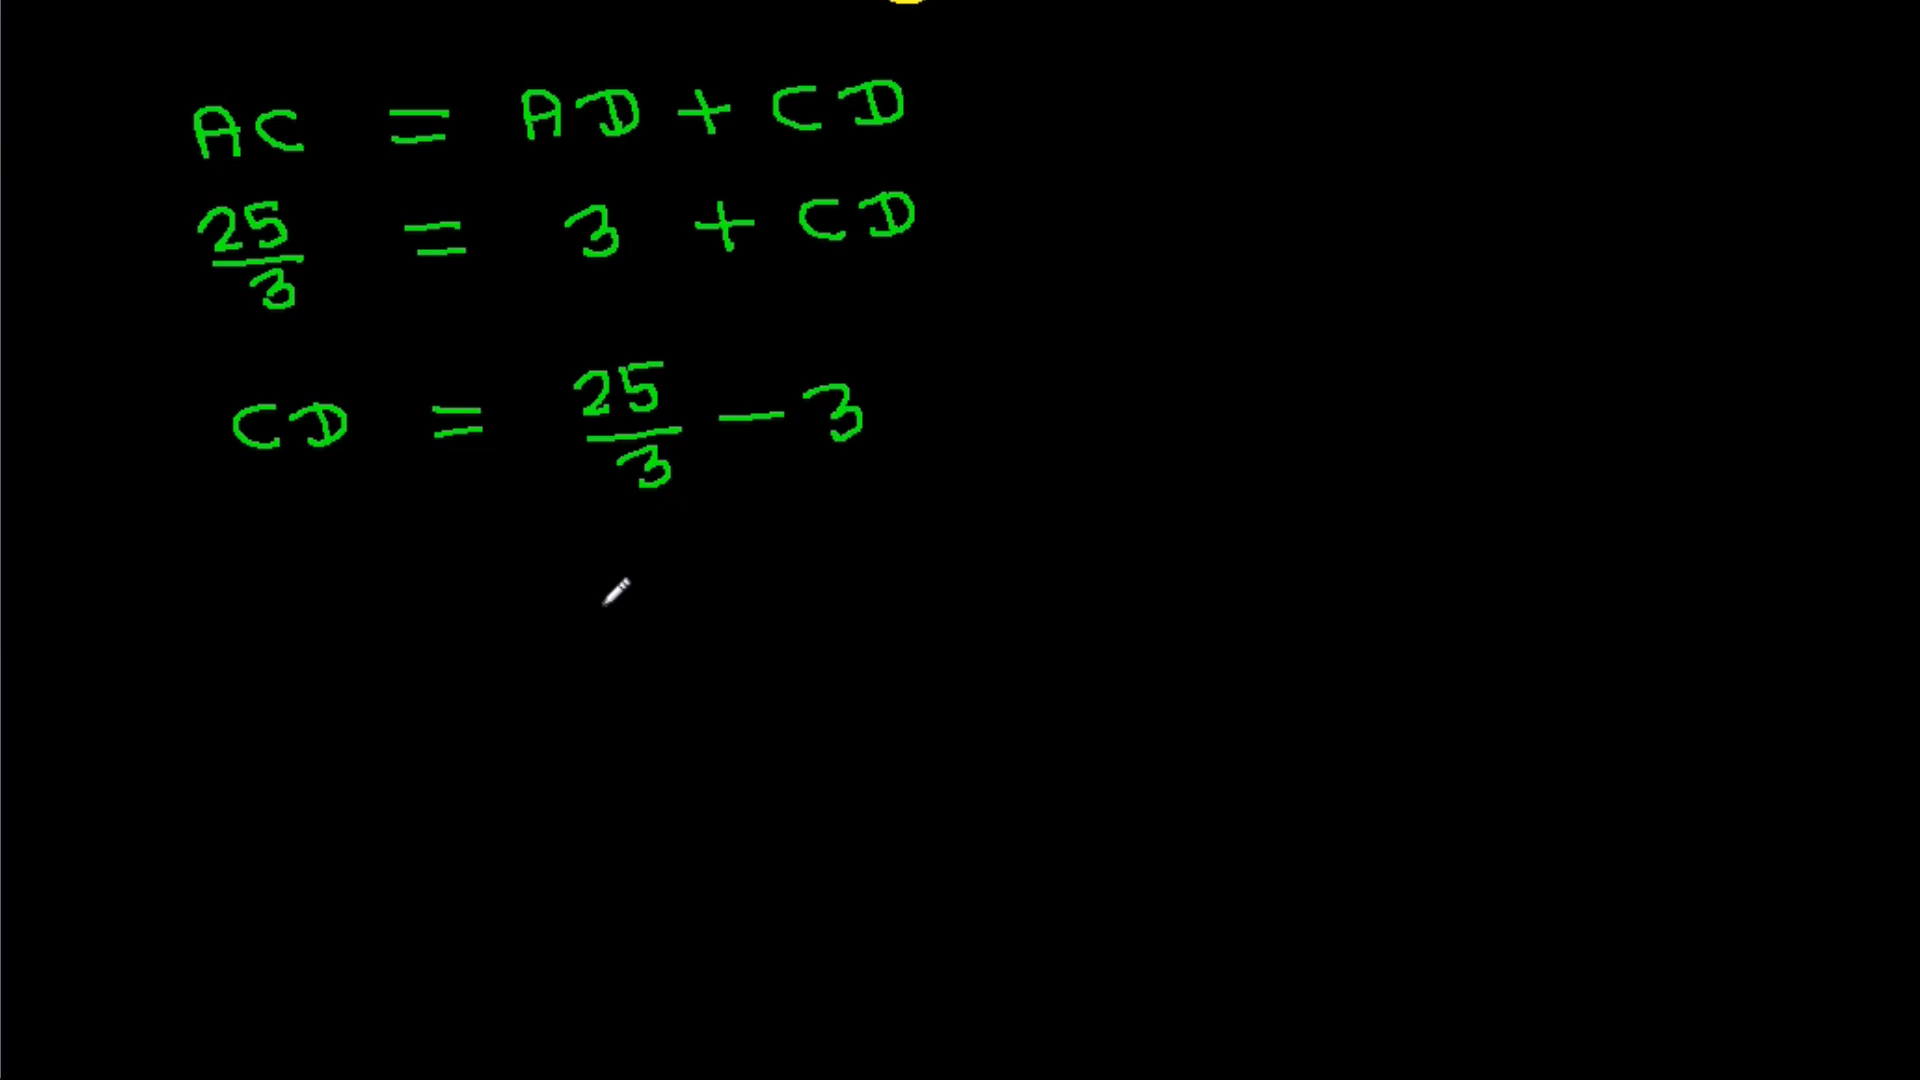 AC = AD + CD
25/3 = 3 + CD
CD = 25/3 - 3